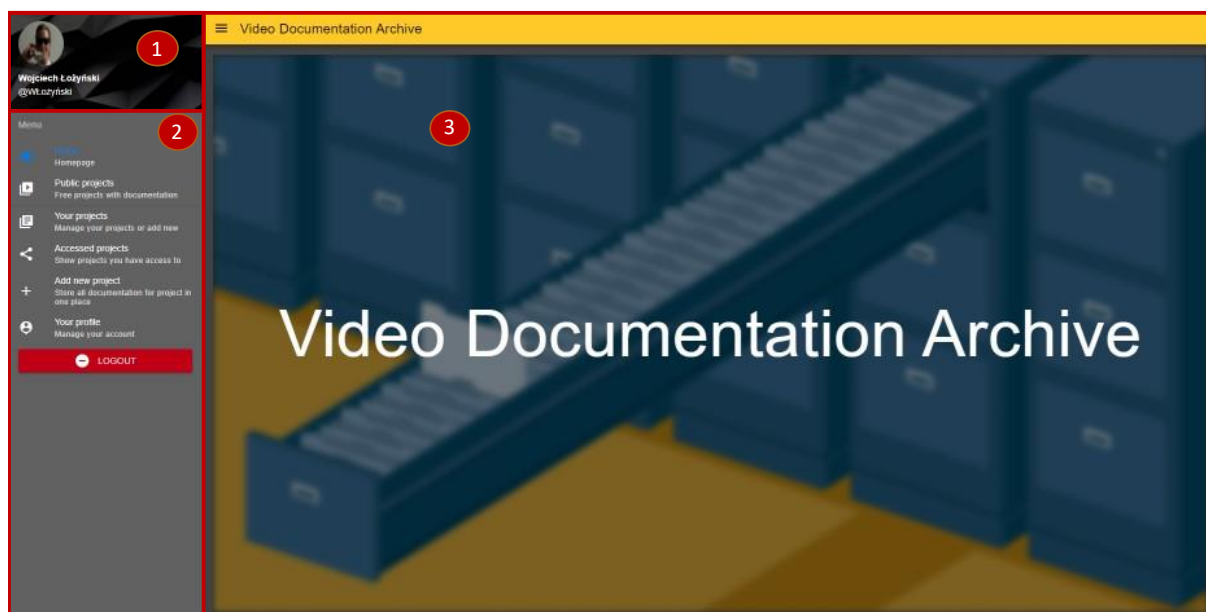 1
Wojciech Łożyński
@WŁożyński
Menu
2
Home
Homepage
Public projects
Free projects with documentation
Your projects
Manage your projects or add new
Accessed projects
Show projects you have access to
Add new project
Store all documentation for project in
one place
Your profile
Manage your account
LOGOUT
Video Documentation Archive
3
Video Documentation Archive